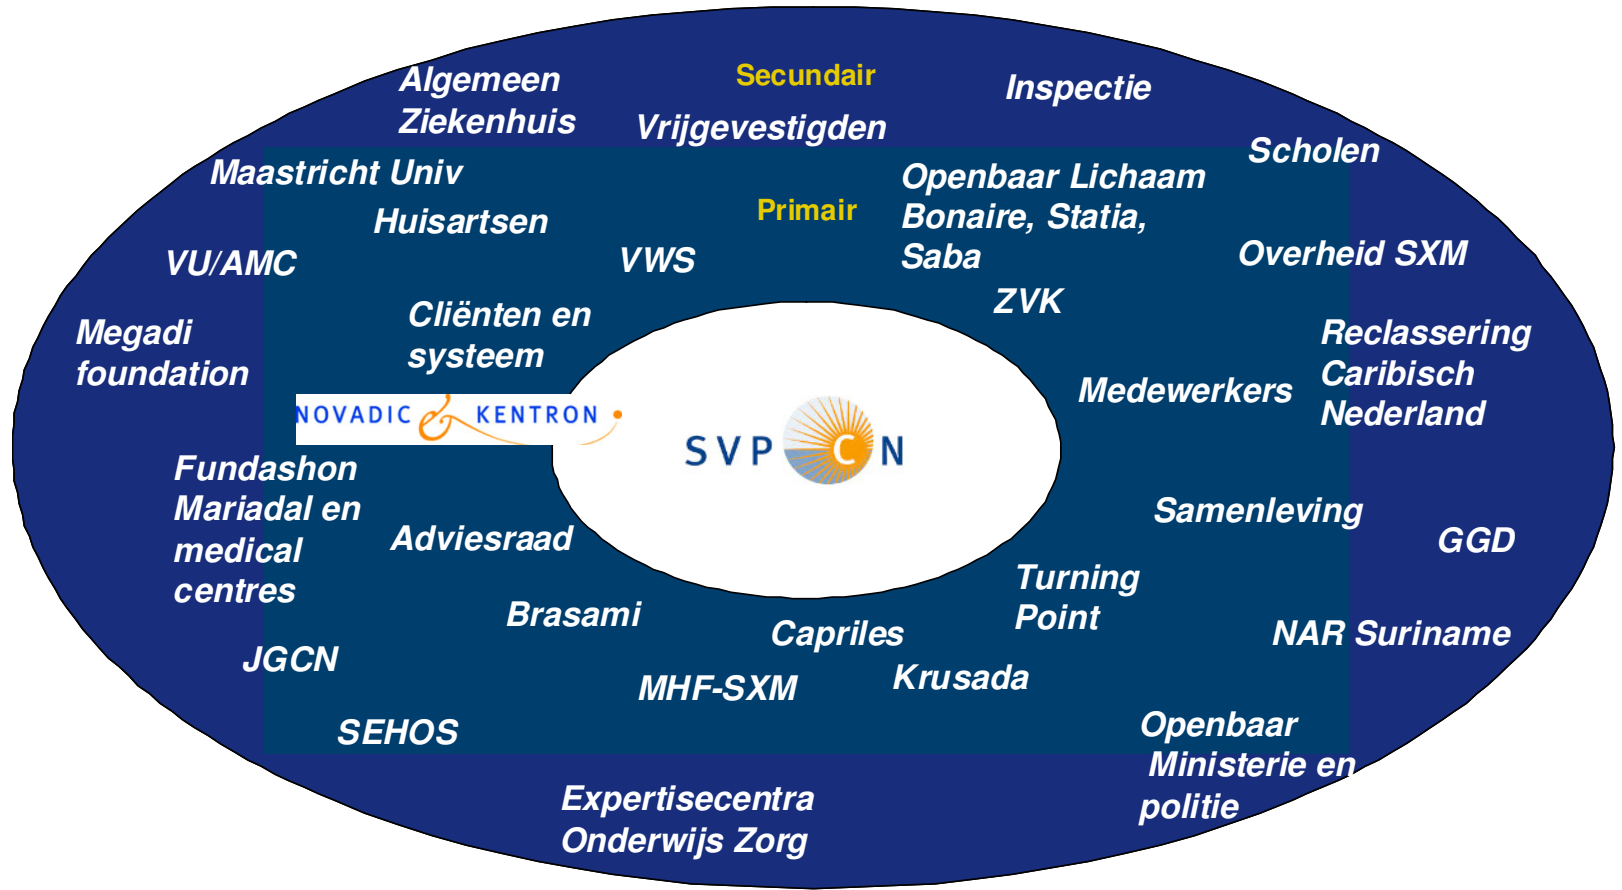 Algemeen
Ziekenhuis
Secundair
Vrijgevestigden
Inspectie
Scholen
Maastricht Univ
Huisartsen
Primair
VWS
Openbaar Lichaam
Bonaire, Statia,
Saba
ZVK
Overheid SXM
VU/AMC
Cliënten en
systeem
Megadi
foundation
Reclassering
Caribisch
Nederland
Medewerkers
NOVADIC & KENTRON
SVP CN
Fundashon
Mariadal en
medical
centres
Adviesraad
Samenleving
GGD
Turning
Point
Brasami
Capriles
NAR Suriname
JGCN
MHF-SXM
Krusada
SEHOS
Openbaar
Ministerie en
politie
Expertisecentra
Onderwijs Zorg